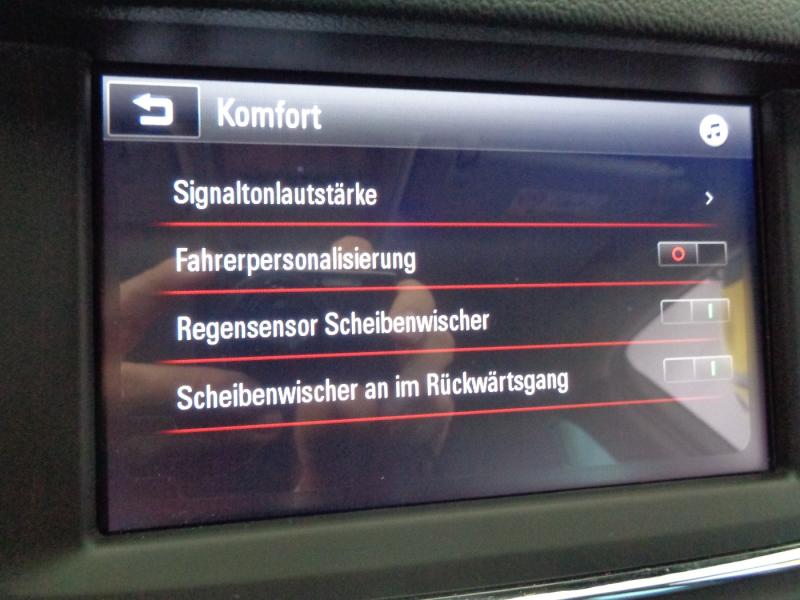 Komfort
Signaltonlautstärke
Fahrerpersonalisierung
Regensensor Scheibenwischer
Scheibenwischer an im Rückwärtsgang